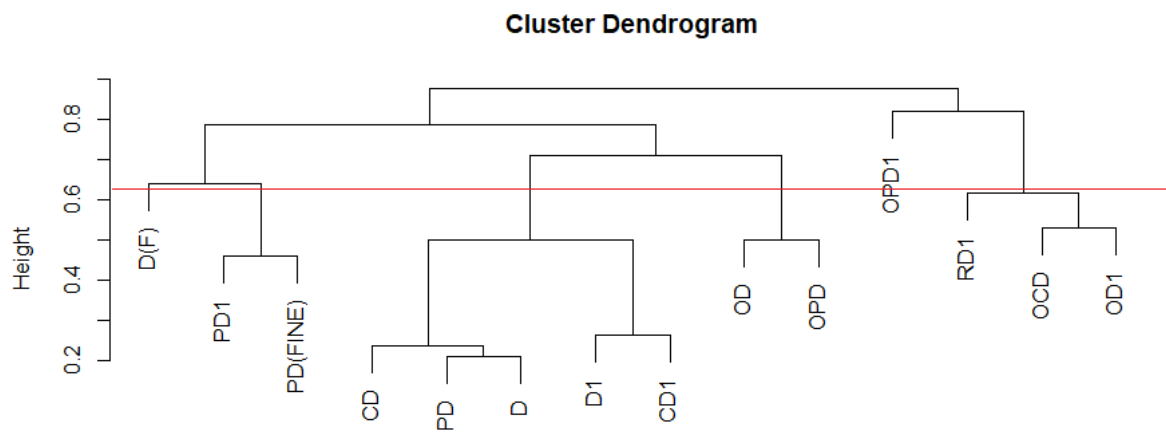 Cluster Dendrogram
Height
0.2
0.4
0.6
0.8
D(F)
PD1
PD(FINE)
CD
PD
D
D1
CD1
OD
OPD
OPD1
RD1
OCD
OD1